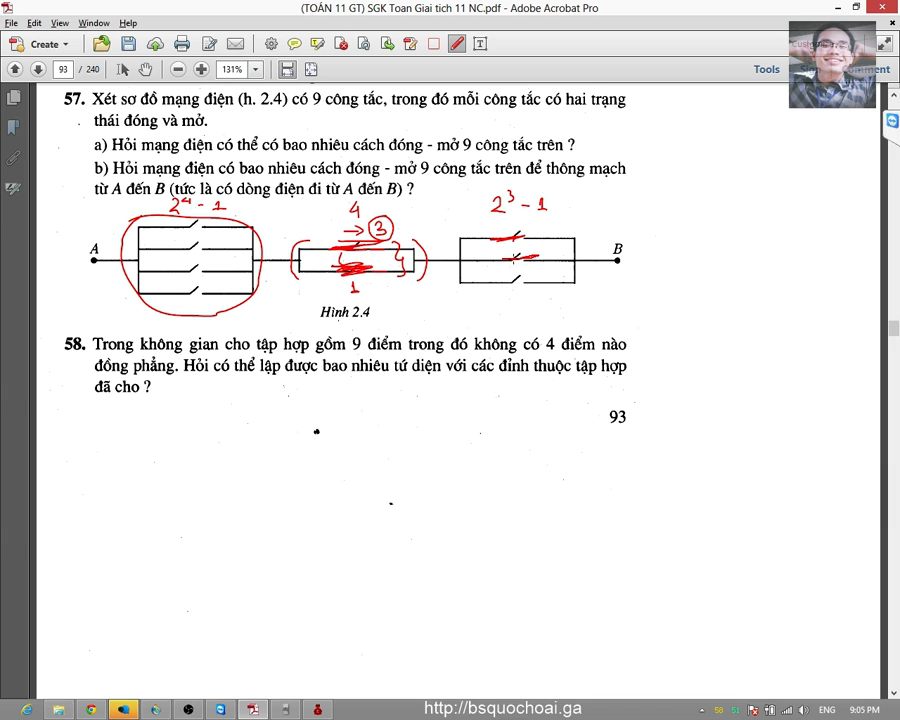 (TOÁN 11 GT) SGK Toan Giai tich 11 NC.pdf - Adobe Acrobat Pro
File Edit View Window Help
Create
93 / 240
131%
Tools
Comment
57. Xét sơ đồ mạng điện (h. 2.4) có 9 công tắc, trong đó mỗi công tắc có hai trạng
thái đóng và mở.
a) Hỏi mạng điện có thể có bao nhiêu cách đóng - mở 9 công tắc trên ?
b) Hỏi mạng điện có bao nhiêu cách đóng - mở 9 công tắc trên để thông mạch
từ A đến B (tức là có dòng điện đi từ A đến B) ?
2^4 - 1
4
2^3 - 1
→ 3
A
B
1
Hình 2.4
58. Trong không gian cho tập hợp gồm 9 điểm trong đó không có 4 điểm nào
đồng phẳng. Hỏi có thể lập được bao nhiêu tứ diện với các đỉnh thuộc tập hợp
đã cho ?
93
http://bsquochoai.ga
58 51 ENG 9:05 PM